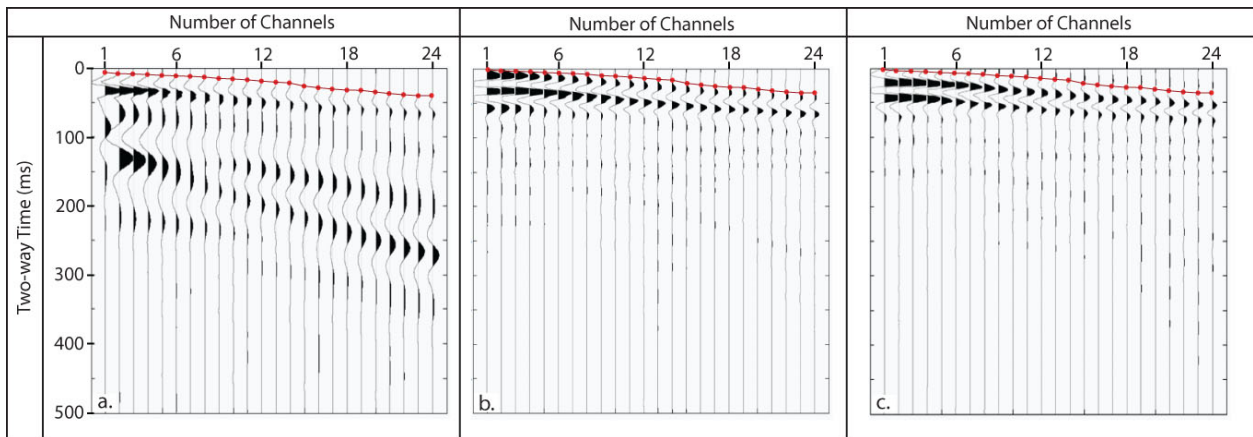 Number of Channels
Number of Channels
Number of Channels
1 6 12 18 24
1 6 12 18 24
1 6 12 18 24
Two-way Time (ms)
0
100
200
300
400
500
a.
b.
c.